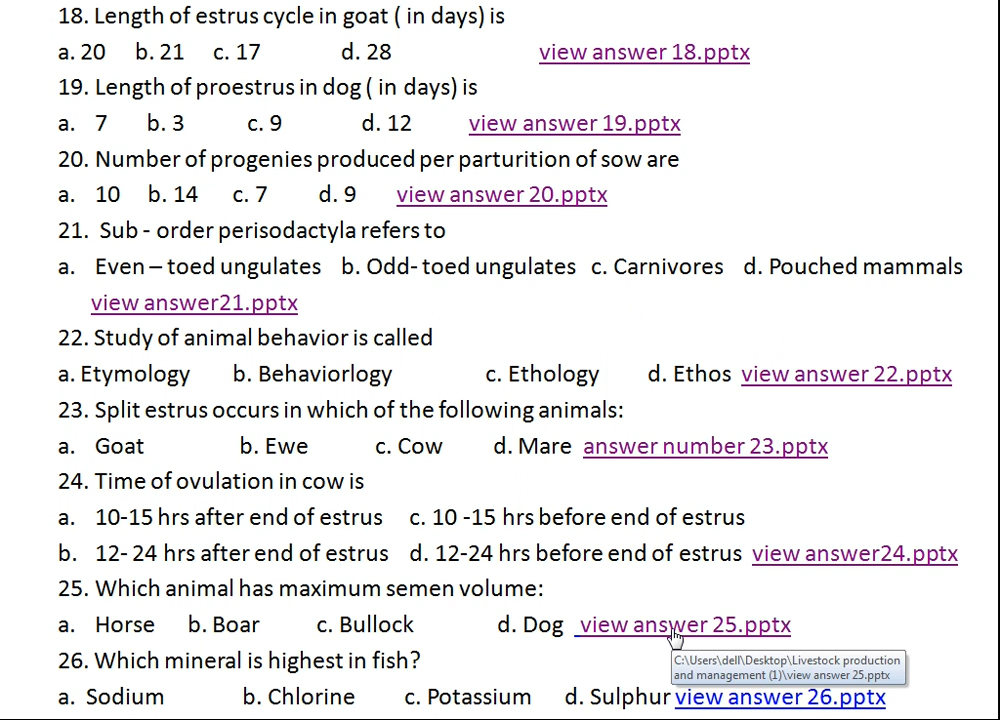 18. Length of estrus cycle in goat ( in days) is
a. 20 b. 21 c. 17 d. 28 view answer 18.pptx
19. Length of proestrus in dog ( in days) is
a. 7 b. 3 c. 9 d. 12 view answer 19.pptx
20. Number of progenies produced per parturition of sow are
a. 10 b. 14 c. 7 d. 9 view answer 20.pptx
21. Sub - order perisodactyla refers to
a. Even – toed ungulates b. Odd- toed ungulates c. Carnivores d. Pouched mammals
view answer21.pptx
22. Study of animal behavior is called
a. Etymology b. Behaviorlogy c. Ethology d. Ethos view answer 22.pptx
23. Split estrus occurs in which of the following animals:
a. Goat b. Ewe c. Cow d. Mare answer number 23.pptx
24. Time of ovulation in cow is
a. 10-15 hrs after end of estrus c. 10 -15 hrs before end of estrus
b. 12- 24 hrs after end of estrus d. 12-24 hrs before end of estrus view answer24.pptx
25. Which animal has maximum semen volume:
a. Horse b. Boar c. Bullock d. Dog view answer 25.pptx
C:\Users\dell\Desktop\Livestock production
and management (1)\view answer 25.pptx
26. Which mineral is highest in fish?
a. Sodium b. Chlorine c. Potassium d. Sulphur view answer 26.pptx